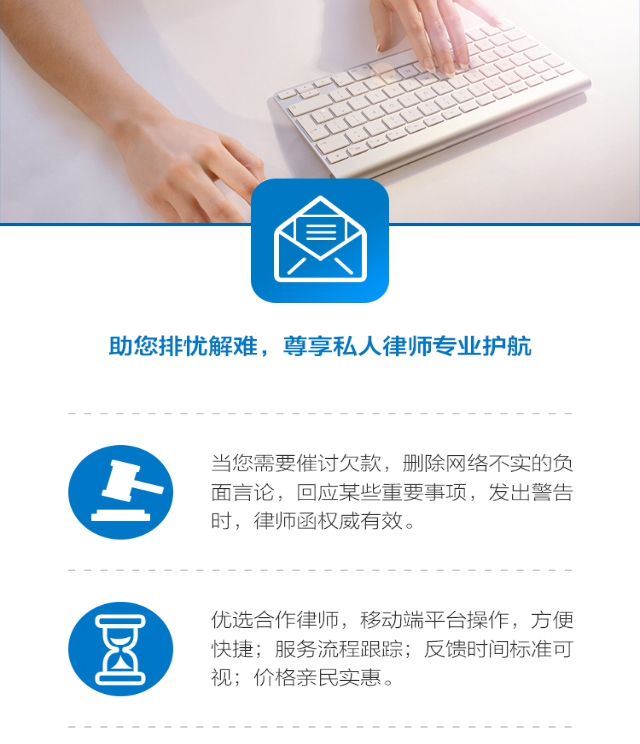 助您排忧解难，尊享私人律师专业护航
当您需要催讨欠款，删除网络不实的负
面言论，回应某些重要事项，发出警告
时，律师函权威有效。
优选合作律师，移动端平台操作，方便
快捷；服务流程跟踪；反馈时间标准可
视；价格亲民实惠。